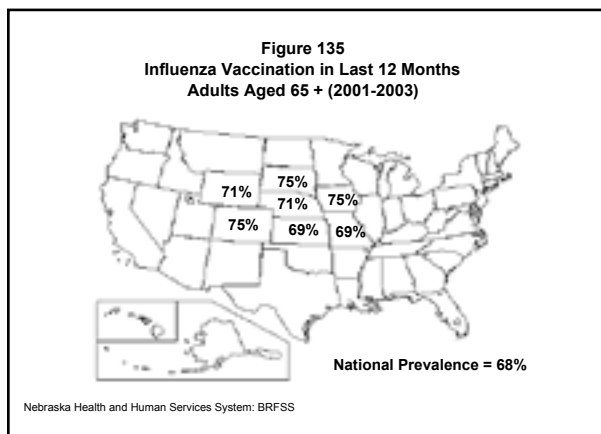 Figure 135
Influenza Vaccination in Last 12 Months
Adults Aged 65 + (2001-2003)
75%
71%
71%
75%
75%
69%
69%
National Prevalence = 68%
Nebraska Health and Human Services System: BRFSS